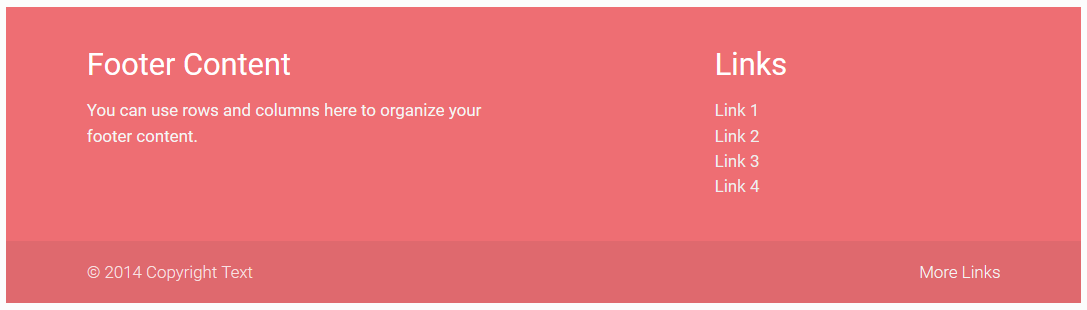 Footer Content
You can use rows and columns here to organize your
footer content.
Links
Link 1
Link 2
Link 3
Link 4
© 2014 Copyright Text
More Links